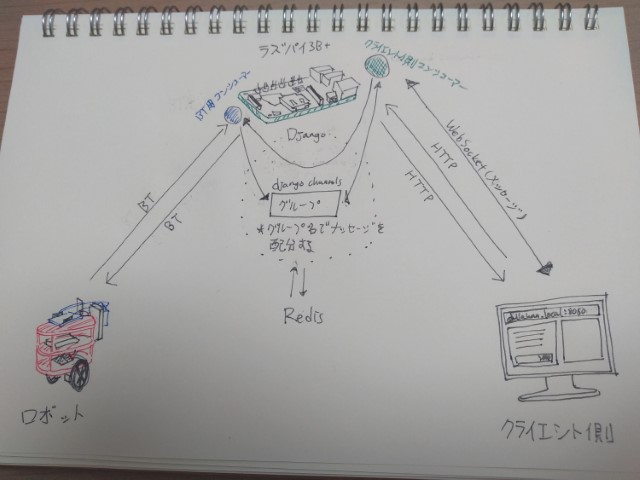 ラズパイ3B+
クライアント側コンシューマー
BT用コンシューマー
Django
WebSocket(メッセージ)
HTTP
HTTP
BT
BT
django channels
グループ
*グループ名でメッセージを
配分する
Redis
:8080
ロボット
クライエント側